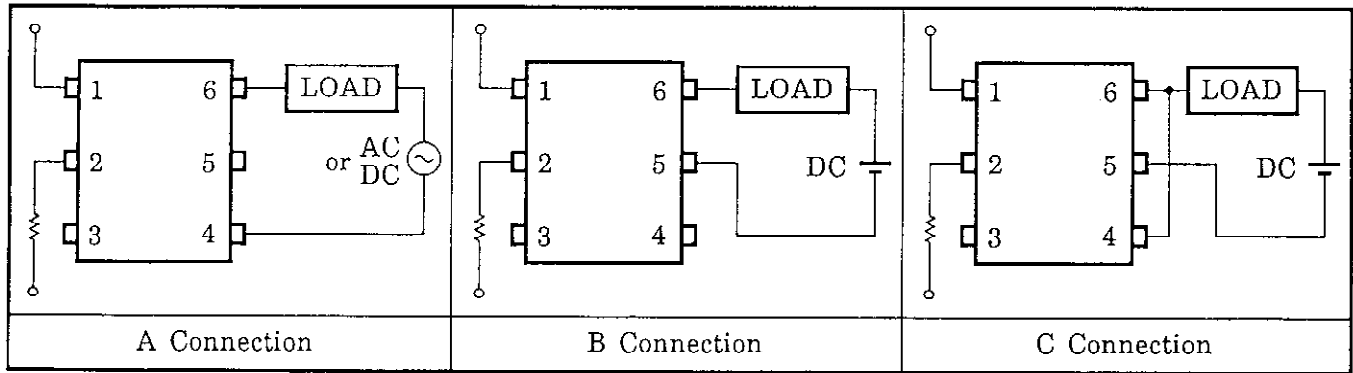 1 6 LOAD
2 5 or AC
DC
3 4
A Connection
1 6 LOAD
2 5 DC
3 4
B Connection
1 6 LOAD
2 5 DC
3 4
C Connection